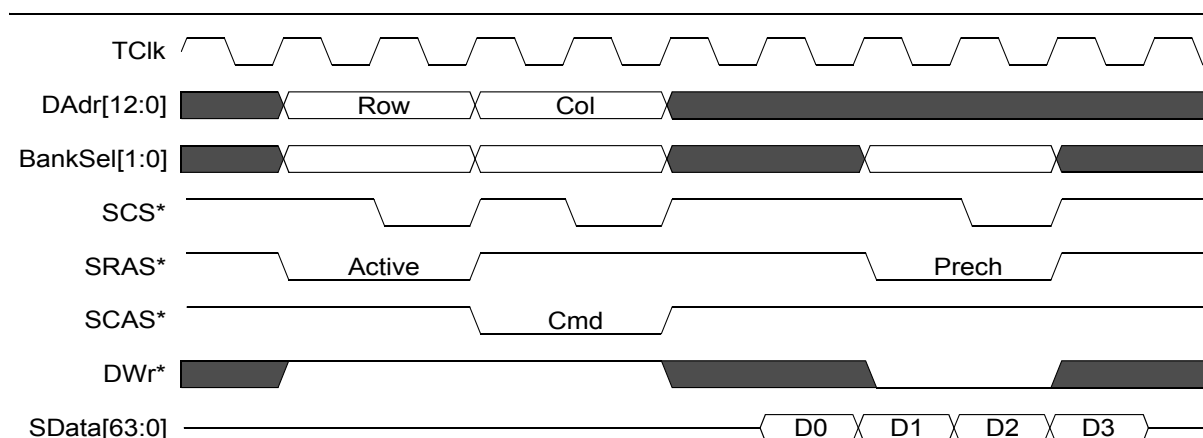 TClk
DAdr[12:0] Row Col
BankSel[1:0]
SCS*
SRAS* Active Prech
SCAS* Cmd
DWr*
SData[63:0] D0 D1 D2 D3